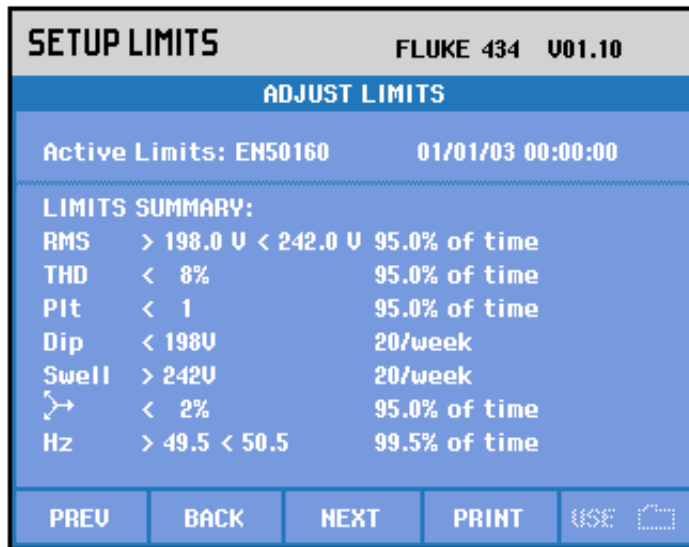 SETUP LIMITS FLUKE 434 V01.10
ADJUST LIMITS
Active Limits: EN50160 01/01/03 00:00:00
LIMITS SUMMARY:
RMS > 198.0 V < 242.0 V 95.0% of time
THD < 8% 95.0% of time
Plt < 1 95.0% of time
Dip < 198V 20/week
Swell > 242V 20/week
< 2% 95.0% of time
Hz > 49.5 < 50.5 99.5% of time
PREV BACK NEXT PRINT USE